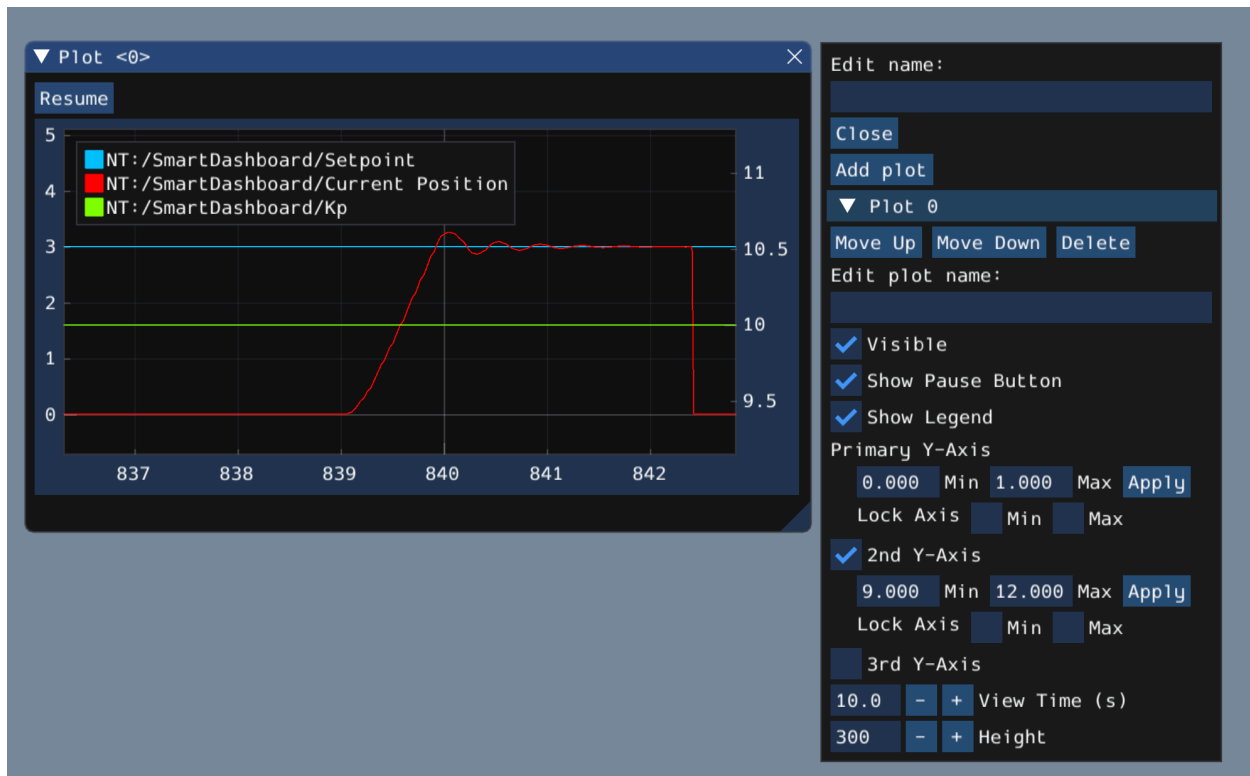 Plot <0>
Resume
5
4
3
2
1
0
NT:/SmartDashboard/Setpoint
NT:/SmartDashboard/Current Position
NT:/SmartDashboard/Kp
11
10.5
10
9.5
837 838 839 840 841 842
Edit name:
Close
Add plot
Plot 0
Move Up Move Down Delete
Edit plot name:
Visible
Show Pause Button
Show Legend
Primary Y-Axis
0.000 Min 1.000 Max Apply
Lock Axis Min Max
2nd Y-Axis
9.000 Min 12.000 Max Apply
Lock Axis Min Max
3rd Y-Axis
10.0 - + View Time (s)
300 - + Height